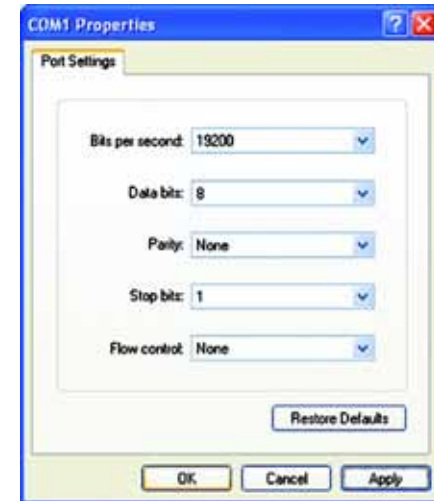 COM1 Properties
Port Settings
Bits per second: 19200
Data bits: 8
Parity: None
Stop bits: 1
Flow control: None
Restore Defaults
OK Cancel Apply